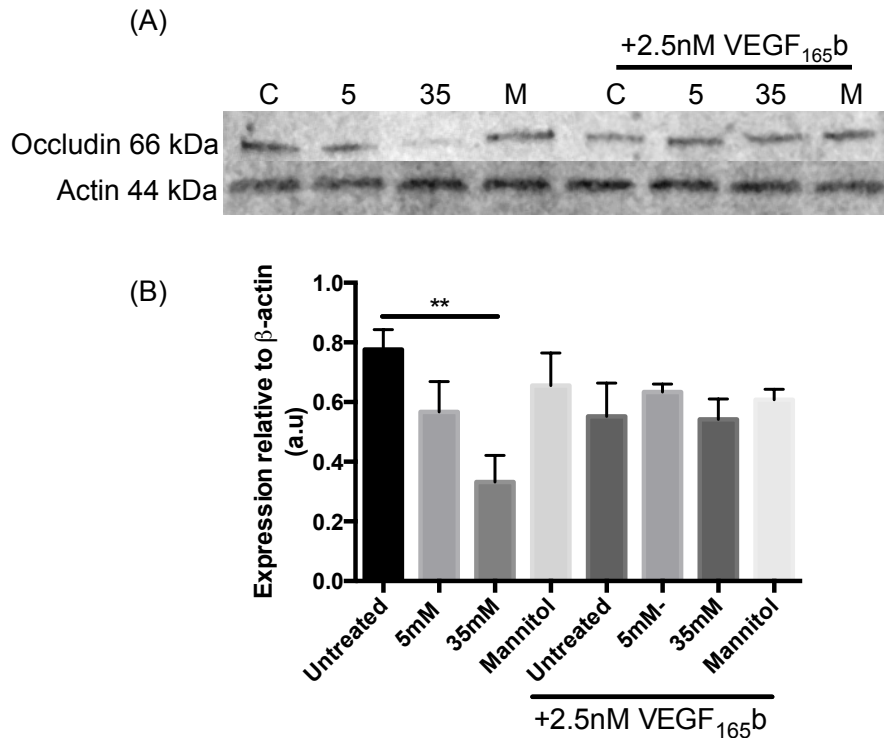 (A)
+2.5nM VEGF₁₆₅b
C 5 35 M C 5 35 M
Occludin 66 kDa
Actin 44 kDa
(B)
Expression relative to β-actin
(a.u)
1.0
0.8
0.6
0.4
0.2
0.0
**
Untreated
5mM
35mM
Mannitol
Untreated
5mM-
35mM
Mannitol
+2.5nM VEGF₁₆₅b